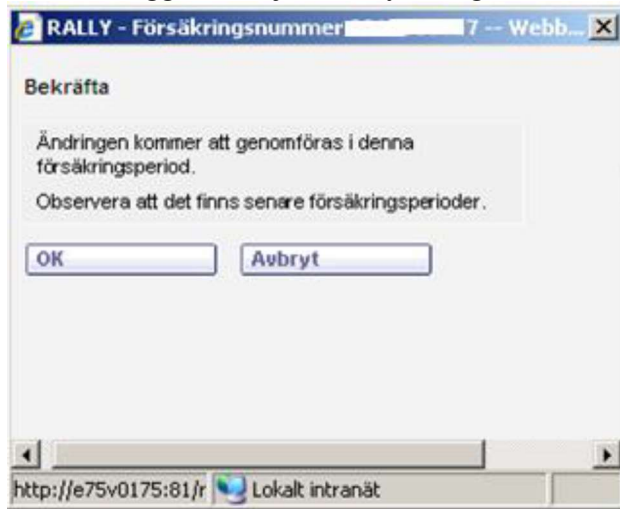 RALLY - Försäkringsnummer 7 -- Webb...
Bekräfta
Ändringen kommer att genomföras i denna
försäkringsperiod.
Observera att det finns senare försäkringsperioder.
OK
Avbryt
http://e75v0175:81/r Lokalt intranät